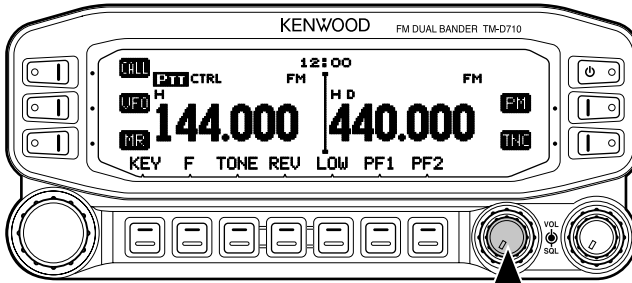 KENWOOD FM DUAL BANDER TM-D710
12:00
CALL PTT CTRL FM FM
VFO H H D PM
144.000 440.000
MR TNC
KEY F TONE REV LOW PF1 PF2
VOL
SQL